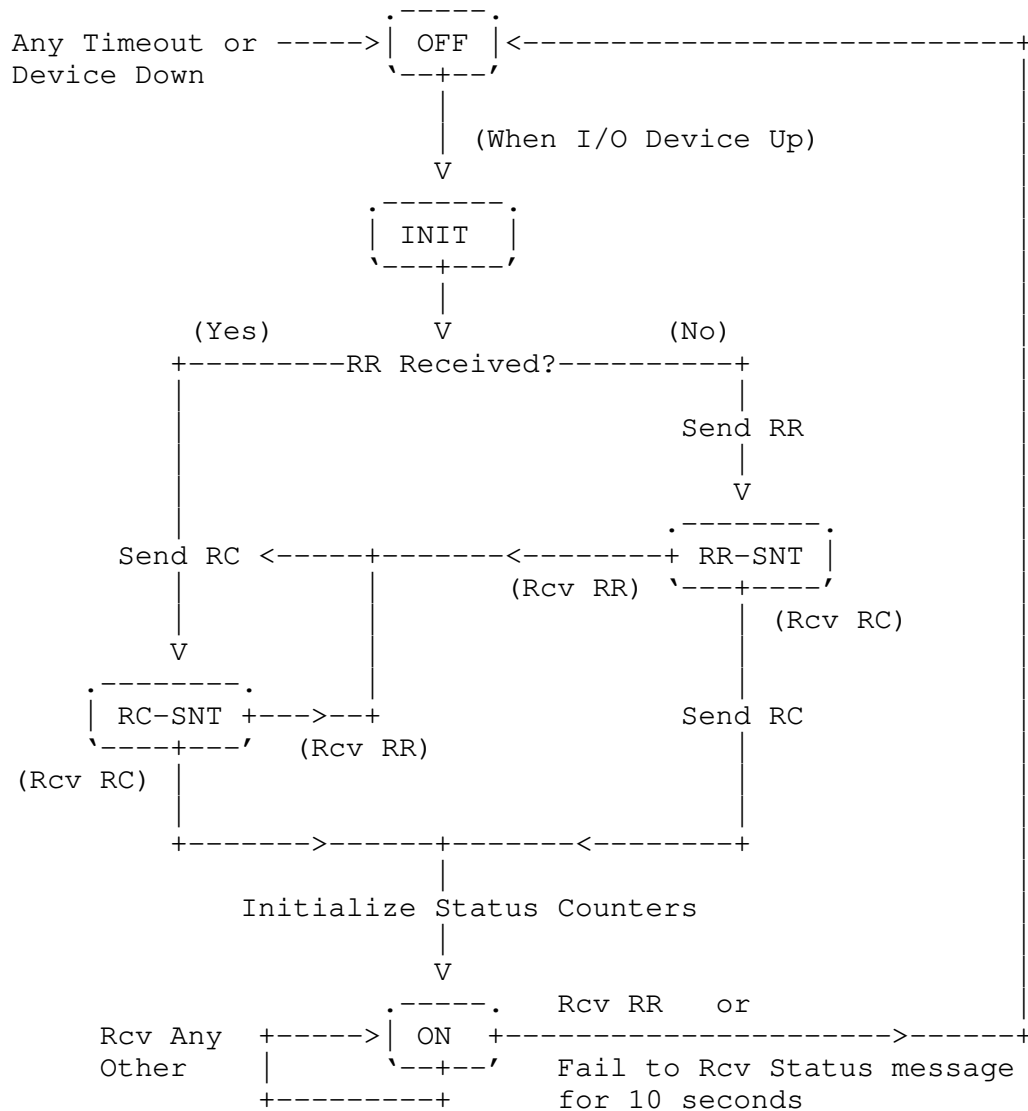 OFF
Any Timeout or
Device Down
(When I/O Device Up)
INIT
(Yes) (No)
RR Received?
Send RR
Send RC RR-SNT
(Rcv RR)
(Rcv RC)
RC-SNT Send RC
(Rcv RR)
(Rcv RC)
Initialize Status Counters
Rcv RR or
Rcv Any ON
Other Fail to Rcv Status message
for 10 seconds